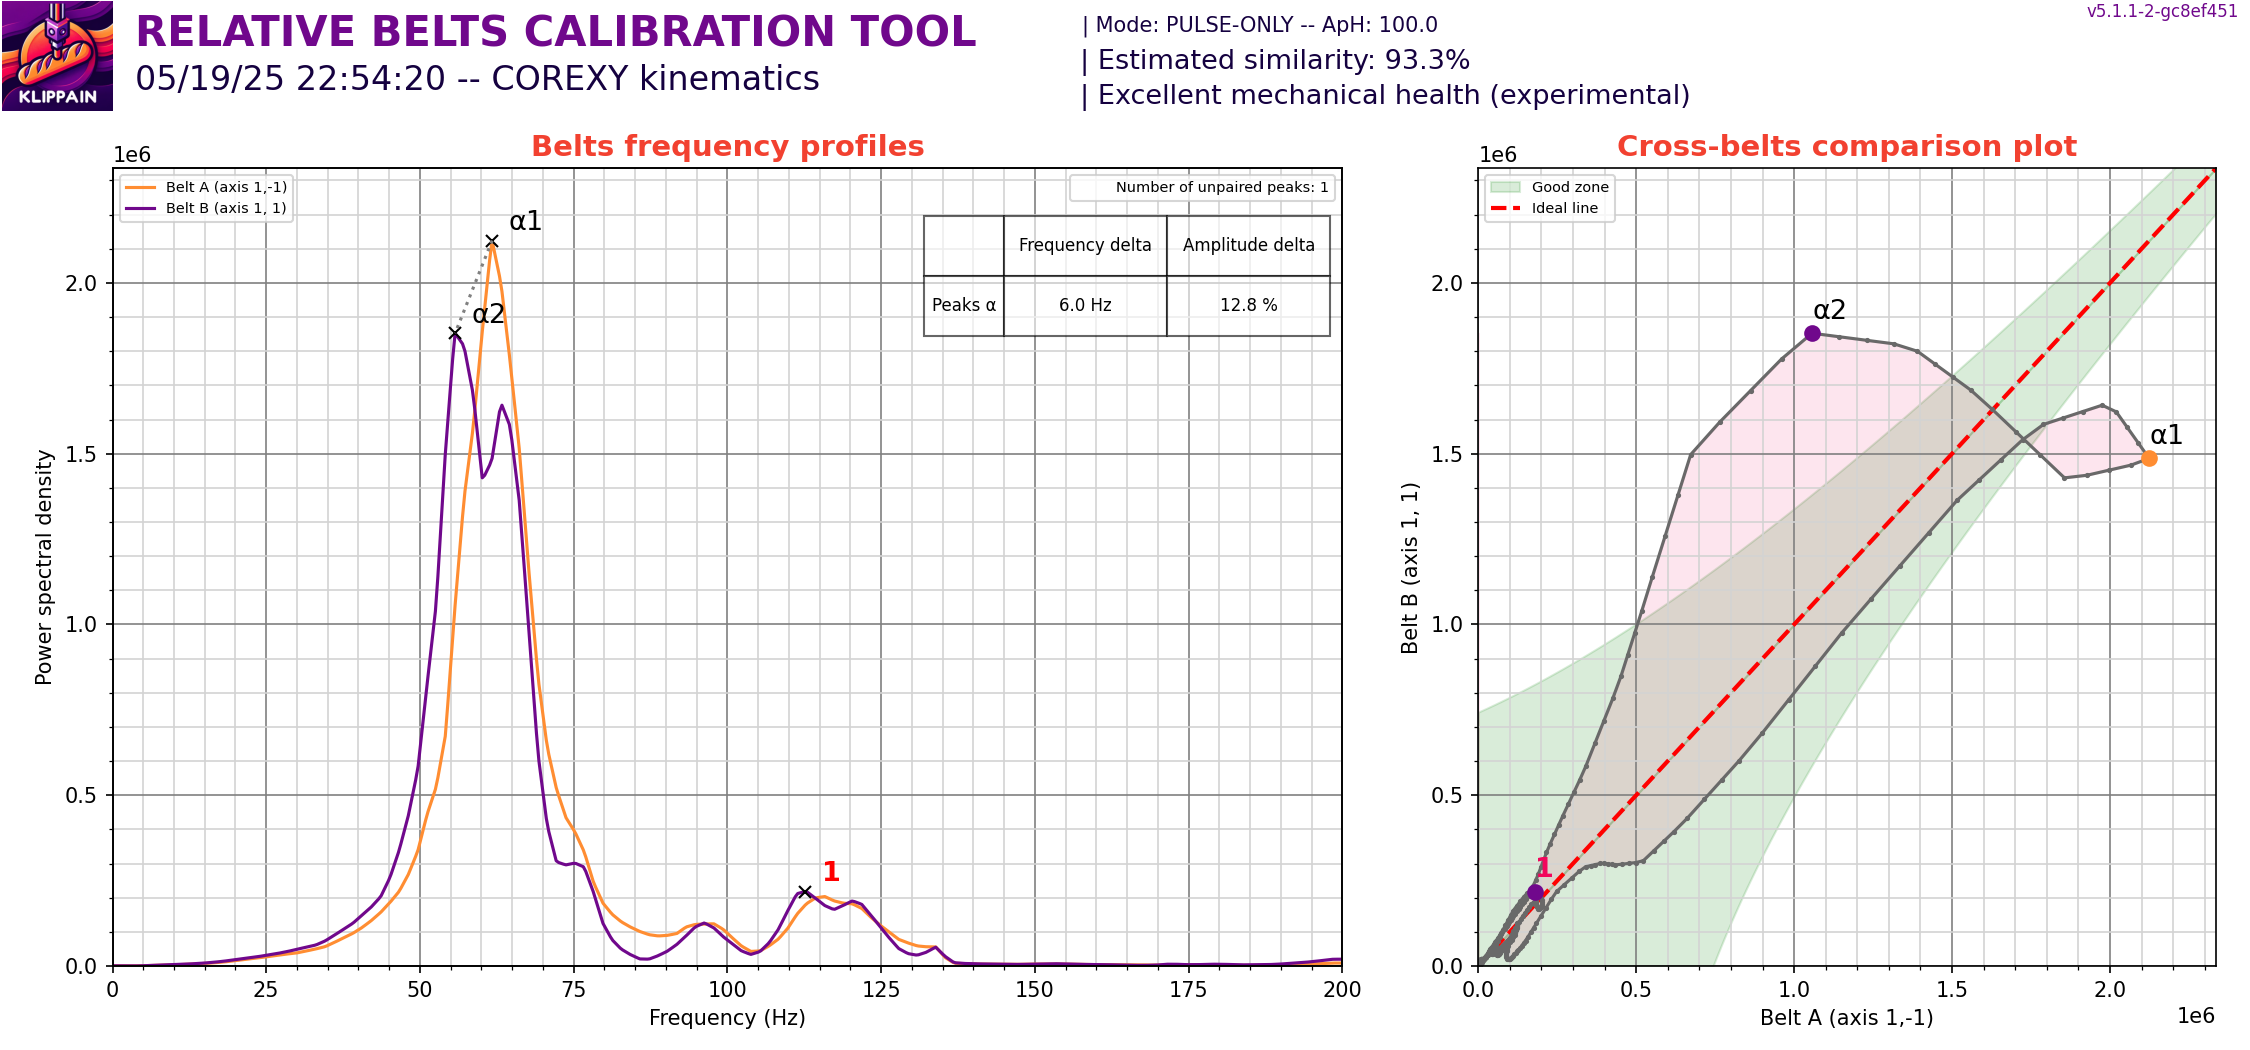 KLIPPAIN
RELATIVE BELTS CALIBRATION TOOL
05/19/25 22:54:20 -- COREXY kinematics
| Mode: PULSE-ONLY -- ApH: 100.0
| Estimated similarity: 93.3%
| Excellent mechanical health (experimental)
v5.1.1-2-gc8ef451
Belts frequency profiles
1e6
Belt A (axis 1,-1)
Belt B (axis 1, 1)
Number of unpaired peaks: 1
Frequency delta Amplitude delta
Peaks α 6.0 Hz 12.8 %
α1
α2
1
2.0
1.5
1.0
0.5
0.0
Power spectral density
0 25 50 75 100 125 150 175 200
Frequency (Hz)
Cross-belts comparison plot
1e6
Good zone
Ideal line
α2
α1
1
2.0
1.5
1.0
0.5
0.0
Belt B (axis 1, 1)
0.0 0.5 1.0 1.5 2.0
Belt A (axis 1,-1)
1e6